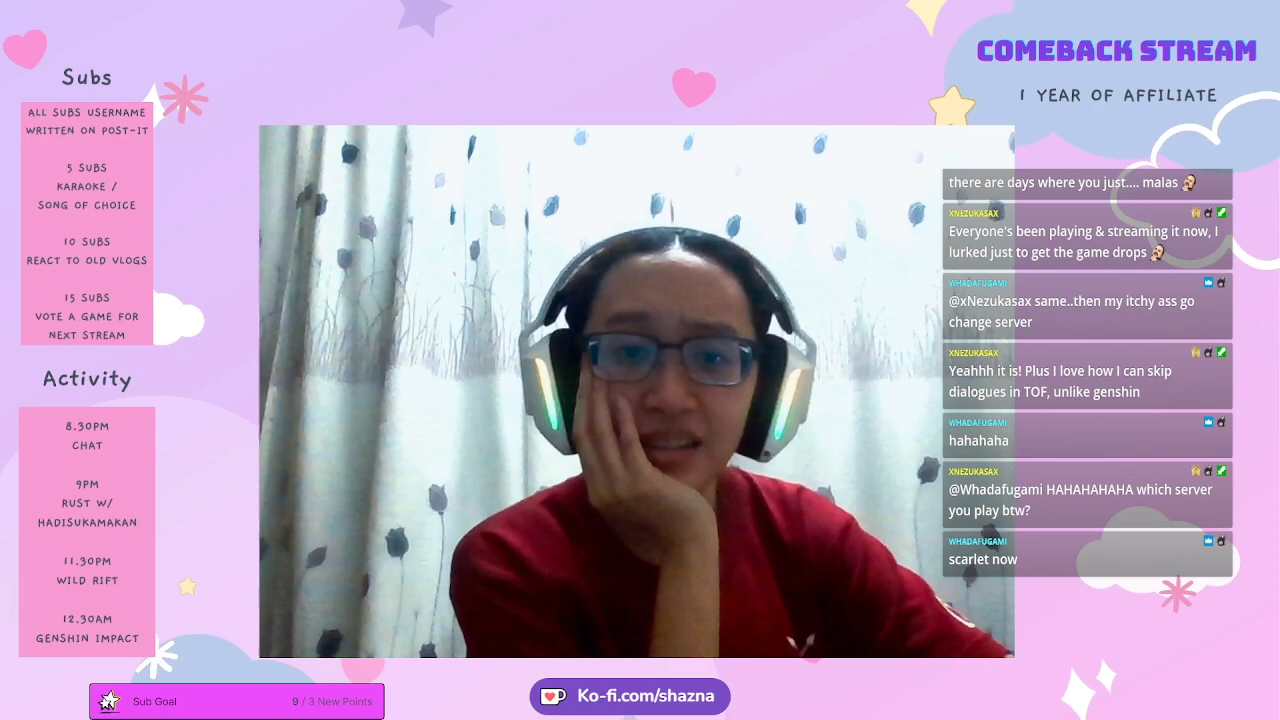 COMEBACK STREAM
1 YEAR OF AFFILIATE
Subs
ALL SUBS USERNAME
WRITTEN ON POST-IT
5 SUBS
KARAOKE /
SONG OF CHOICE
10 SUBS
REACT TO OLD VLOGS
15 SUBS
VOTE A GAME FOR
NEXT STREAM
Activity
8.30PM
CHAT
9PM
RUST W/
HADISUKAMAKAN
11.30PM
WILD RIFT
12.30AM
GENSHIN IMPACT
Sub Goal
9 / 3 New Points
Ko-fi.com/shazna
there are days where you just.... malas
XNEZUKASAX
Everyone's been playing & streaming it now, I
lurked just to get the game drops
WHADAFUGAMI
@xNezukasax same..then my itchy ass go
change server
XNEZUKASAX
Yeahhh it is! Plus I love how I can skip
dialogues in TOF, unlike genshin
WHADAFUGAMI
hahahaha
XNEZUKASAX
@Whadafugami HAHAHAHAHA which server
you play btw?
WHADAFUGAMI
scarlet now